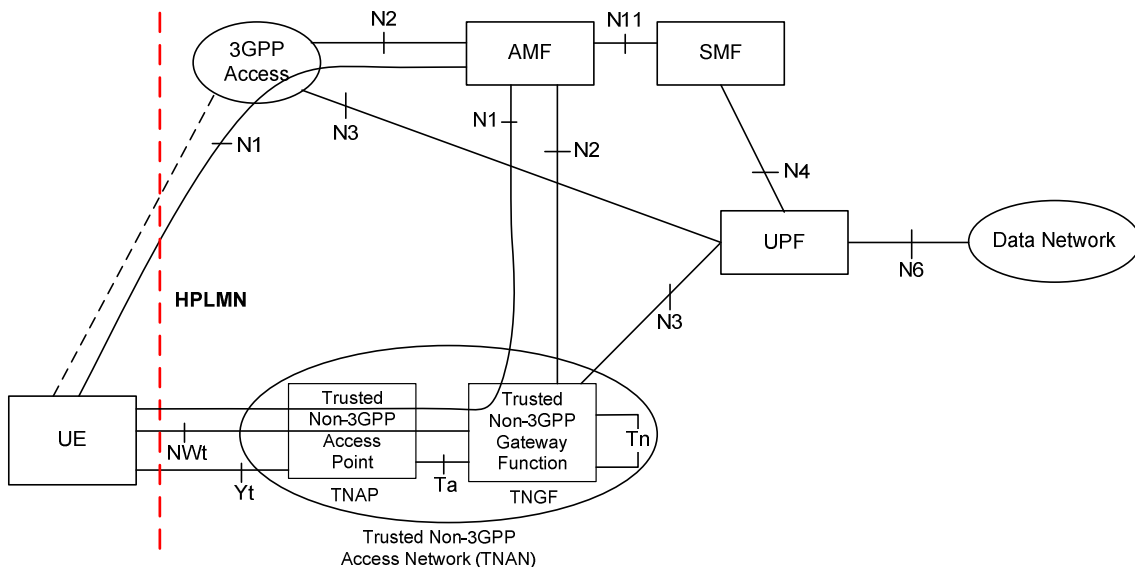 N2
N11
3GPP
Access
AMF
SMF
N1
N3
N1
N2
N4
UPF
Data Network
N6
HPLMN
N3
UE
Trusted
Non-3GPP
Access
Point
Trusted
Non-3GPP
Gateway
Function
Tn
NWt
Yt
Ta
TNAP
TNGF
Trusted Non-3GPP
Access Network (TNAN)